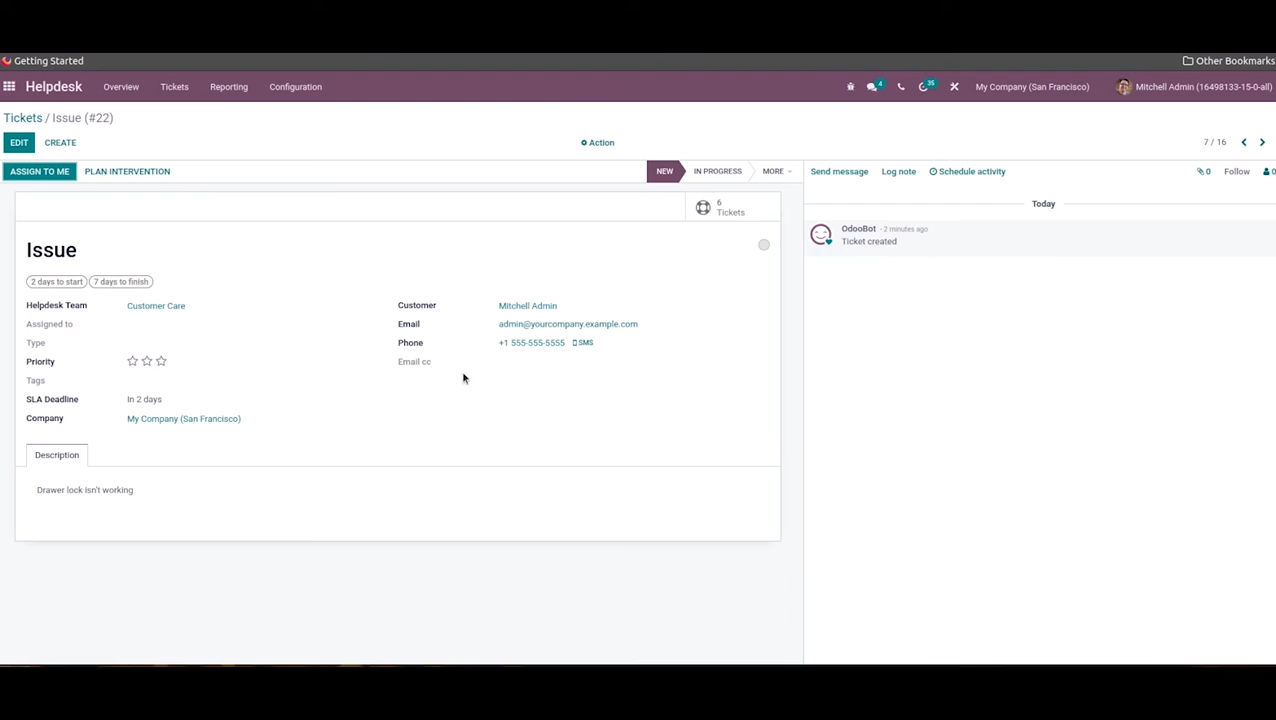 Getting Started
Other Bookmarks
Helpdesk Overview Tickets Reporting Configuration 4 35 My Company (San Francisco) Mitchell Admin (16498133-15-0-all)
Tickets / Issue (#22)
EDIT CREATE Action 7 / 16
ASSIGN TO ME PLAN INTERVENTION NEW IN PROGRESS MORE
Send message Log note Schedule activity 0 Follow 0
6
Tickets
Today
Issue
OdooBot - 2 minutes ago
Ticket created
2 days to start 7 days to finish
Helpdesk Team Customer Care
Customer Mitchell Admin
Assigned to
Email admin@yourcompany.example.com
Type
Phone +1 555-555-5555 SMS
Priority
Email cc
Tags
SLA Deadline In 2 days
Company My Company (San Francisco)
Description
Drawer lock isn't working